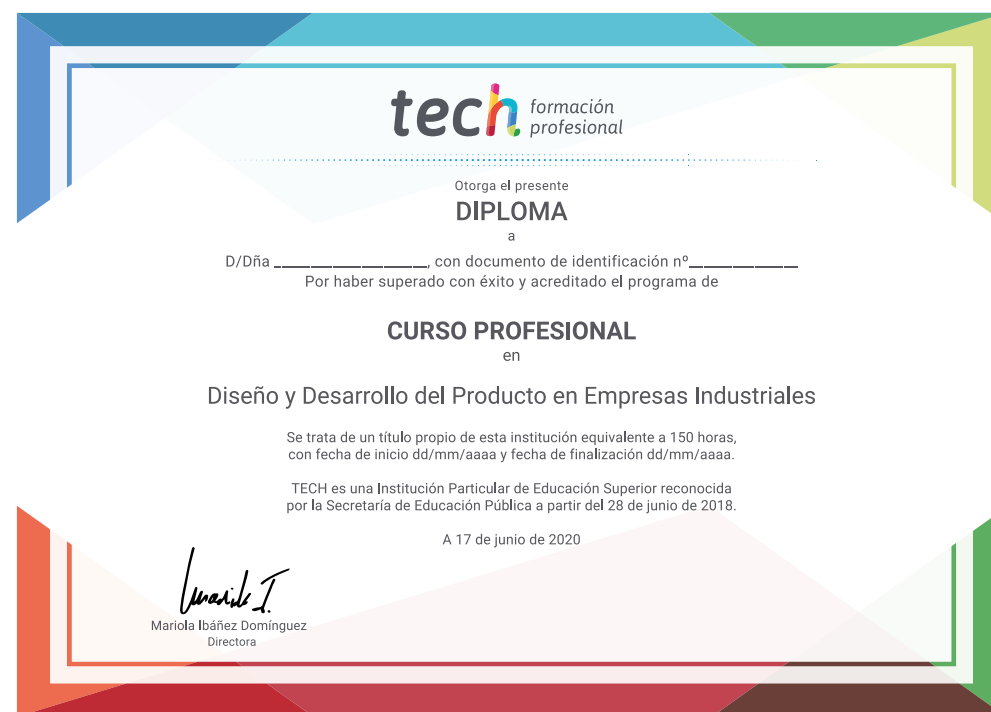 tech formación
profesional
Otorga el presente
DIPLOMA
a
D/Dña ____________________, con documento de identificación nº______________
Por haber superado con éxito y acreditado el programa de
CURSO PROFESIONAL
en
Diseño y Desarrollo del Producto en Empresas Industriales
Se trata de un título propio de esta institución equivalente a 150 horas,
con fecha de inicio dd/mm/aaaa y fecha de finalización dd/mm/aaaa.
TECH es una Institución Particular de Educación Superior reconocida
por la Secretaría de Educación Pública a partir del 28 de junio de 2018.
A 17 de junio de 2020
Mariola Ibáñez Domínguez
Directora